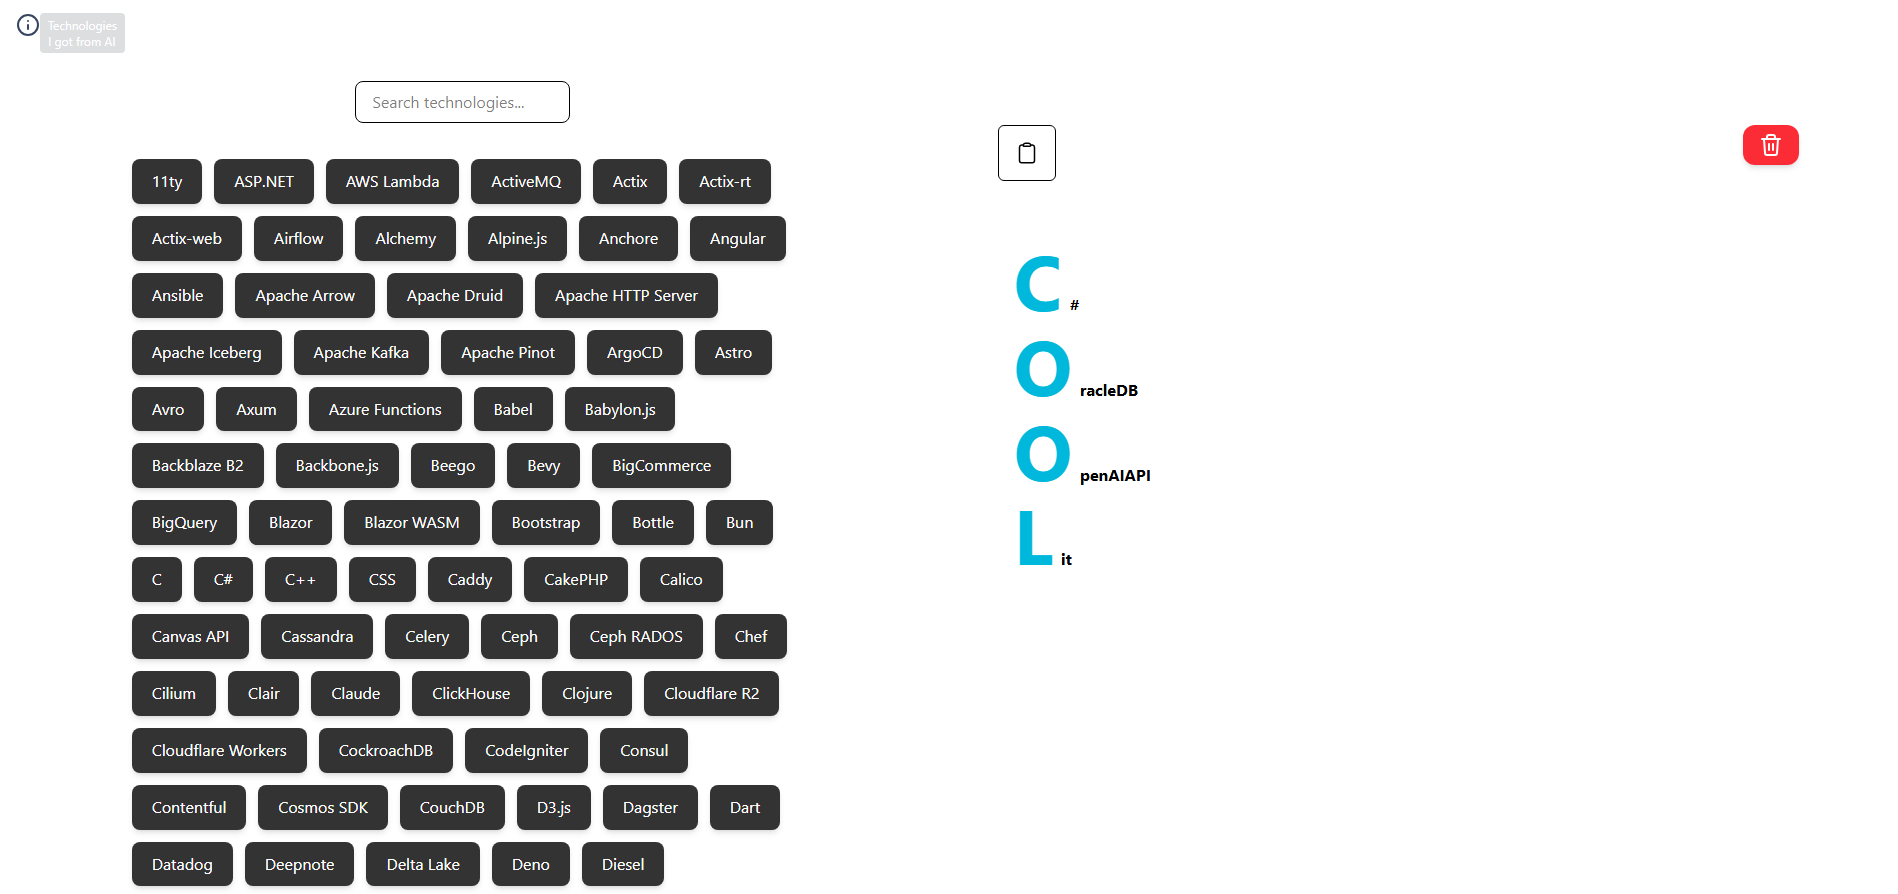 Technologies
I got from AI
Search technologies...
11ty ASP.NET AWS Lambda ActiveMQ Actix Actix-rt
Actix-web Airflow Alchemy Alpine.js Anchore Angular
Ansible Apache Arrow Apache Druid Apache HTTP Server
Apache Iceberg Apache Kafka Apache Pinot ArgoCD Astro
Avro Axum Azure Functions Babel Babylon.js
Backblaze B2 Backbone.js Beego Bevy BigCommerce
BigQuery Blazor Blazor WASM Bootstrap Bottle Bun
C C# C++ CSS Caddy CakePHP Calico
Canvas API Cassandra Celery Ceph Ceph RADOS Chef
Cilium Clair Claude ClickHouse Clojure Cloudflare R2
Cloudflare Workers CockroachDB CodeIgniter Consul
Contentful Cosmos SDK CouchDB D3.js Dagster Dart
Datadog Deepnote Delta Lake Deno Diesel
C #
O racleDB
O penAIAPI
L it